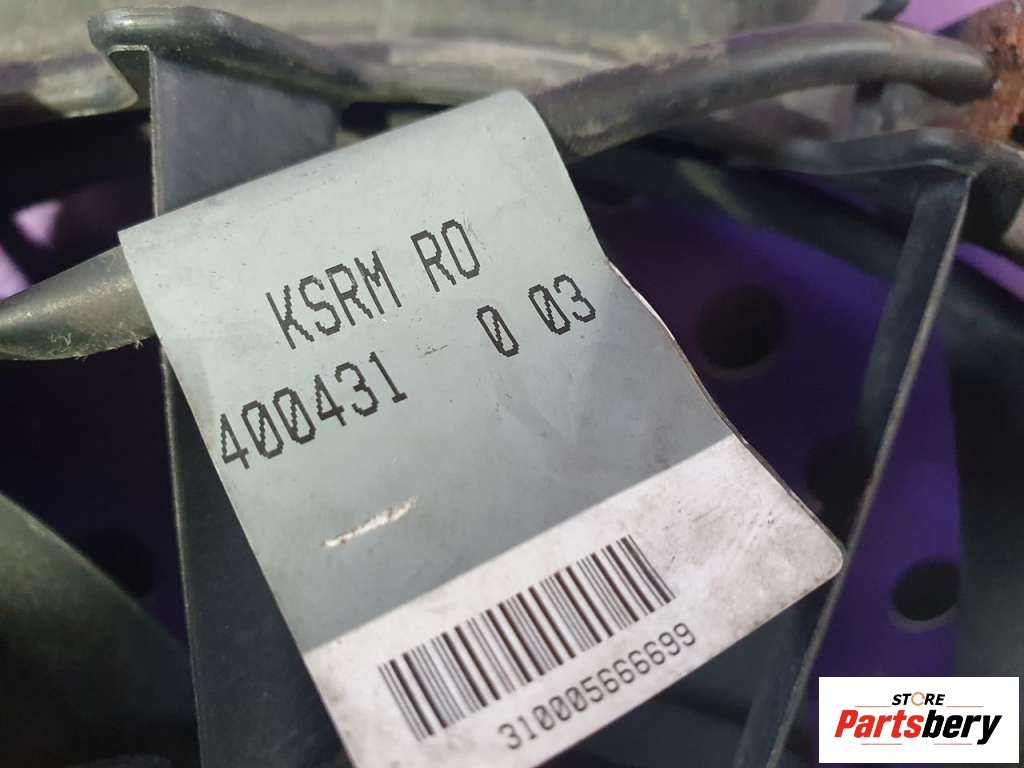 KSRM RO
400431 0 03
310005666699
STORE
Partsbery